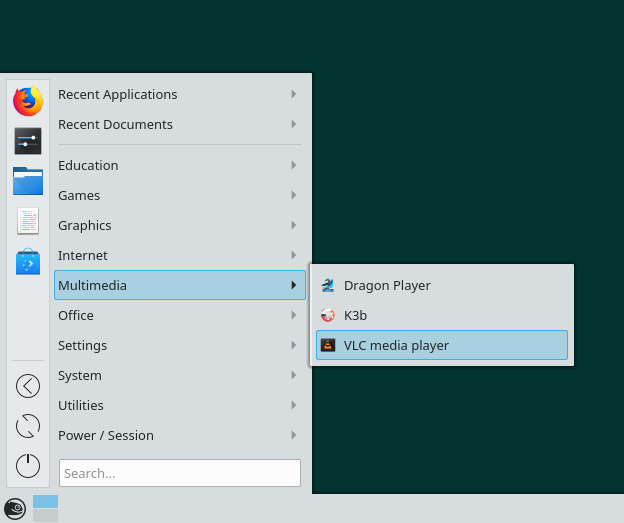 Recent Applications
Recent Documents
Education
Games
Graphics
Internet
Multimedia
Office
Settings
System
Utilities
Power / Session
Search...
Dragon Player
K3b
VLC media player